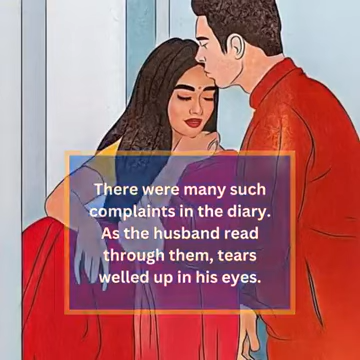 There were many such
complaints in the diary.
As the husband read
through them, tears
welled up in his eyes.